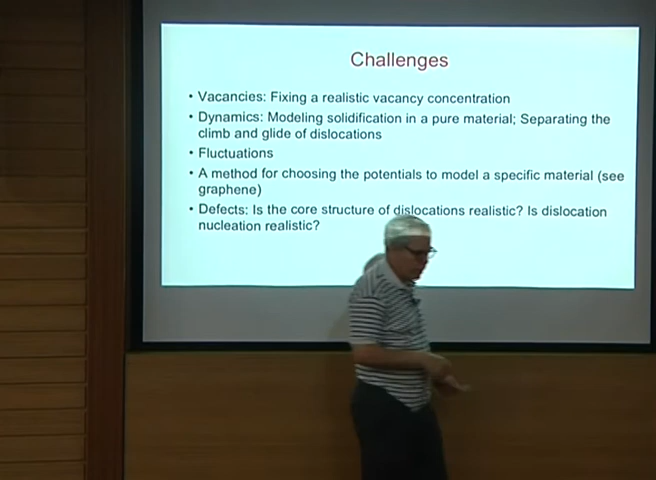 Challenges
• Vacancies: Fixing a realistic vacancy concentration
• Dynamics: Modeling solidification in a pure material; Separating the
climb and glide of dislocations
• Fluctuations
• A method for choosing the potentials to model a specific material (see
graphene)
• Defects: Is the core structure of dislocations realistic? Is dislocation
nucleation realistic?